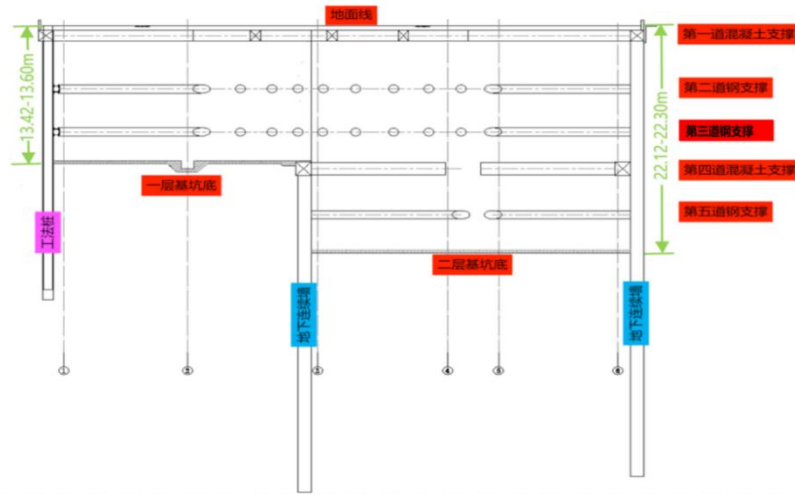 地面线
第一道混凝土支撑
13.42-13.60m
第二道钢支撑
22.12-22.30m
第三道钢支撑
第四道混凝土支撑
一层基坑底
第五道钢支撑
工法桩
二层基坑底
地下连续墙
地下连续墙
① ② ③ ④ ⑤ ⑥